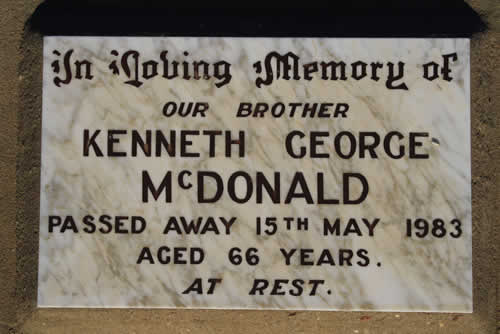 In Loving Memory of
OUR BROTHER
KENNETH GEORGE
McDONALD
PASSED AWAY 15TH MAY 1983
AGED 66 YEARS.
AT REST.